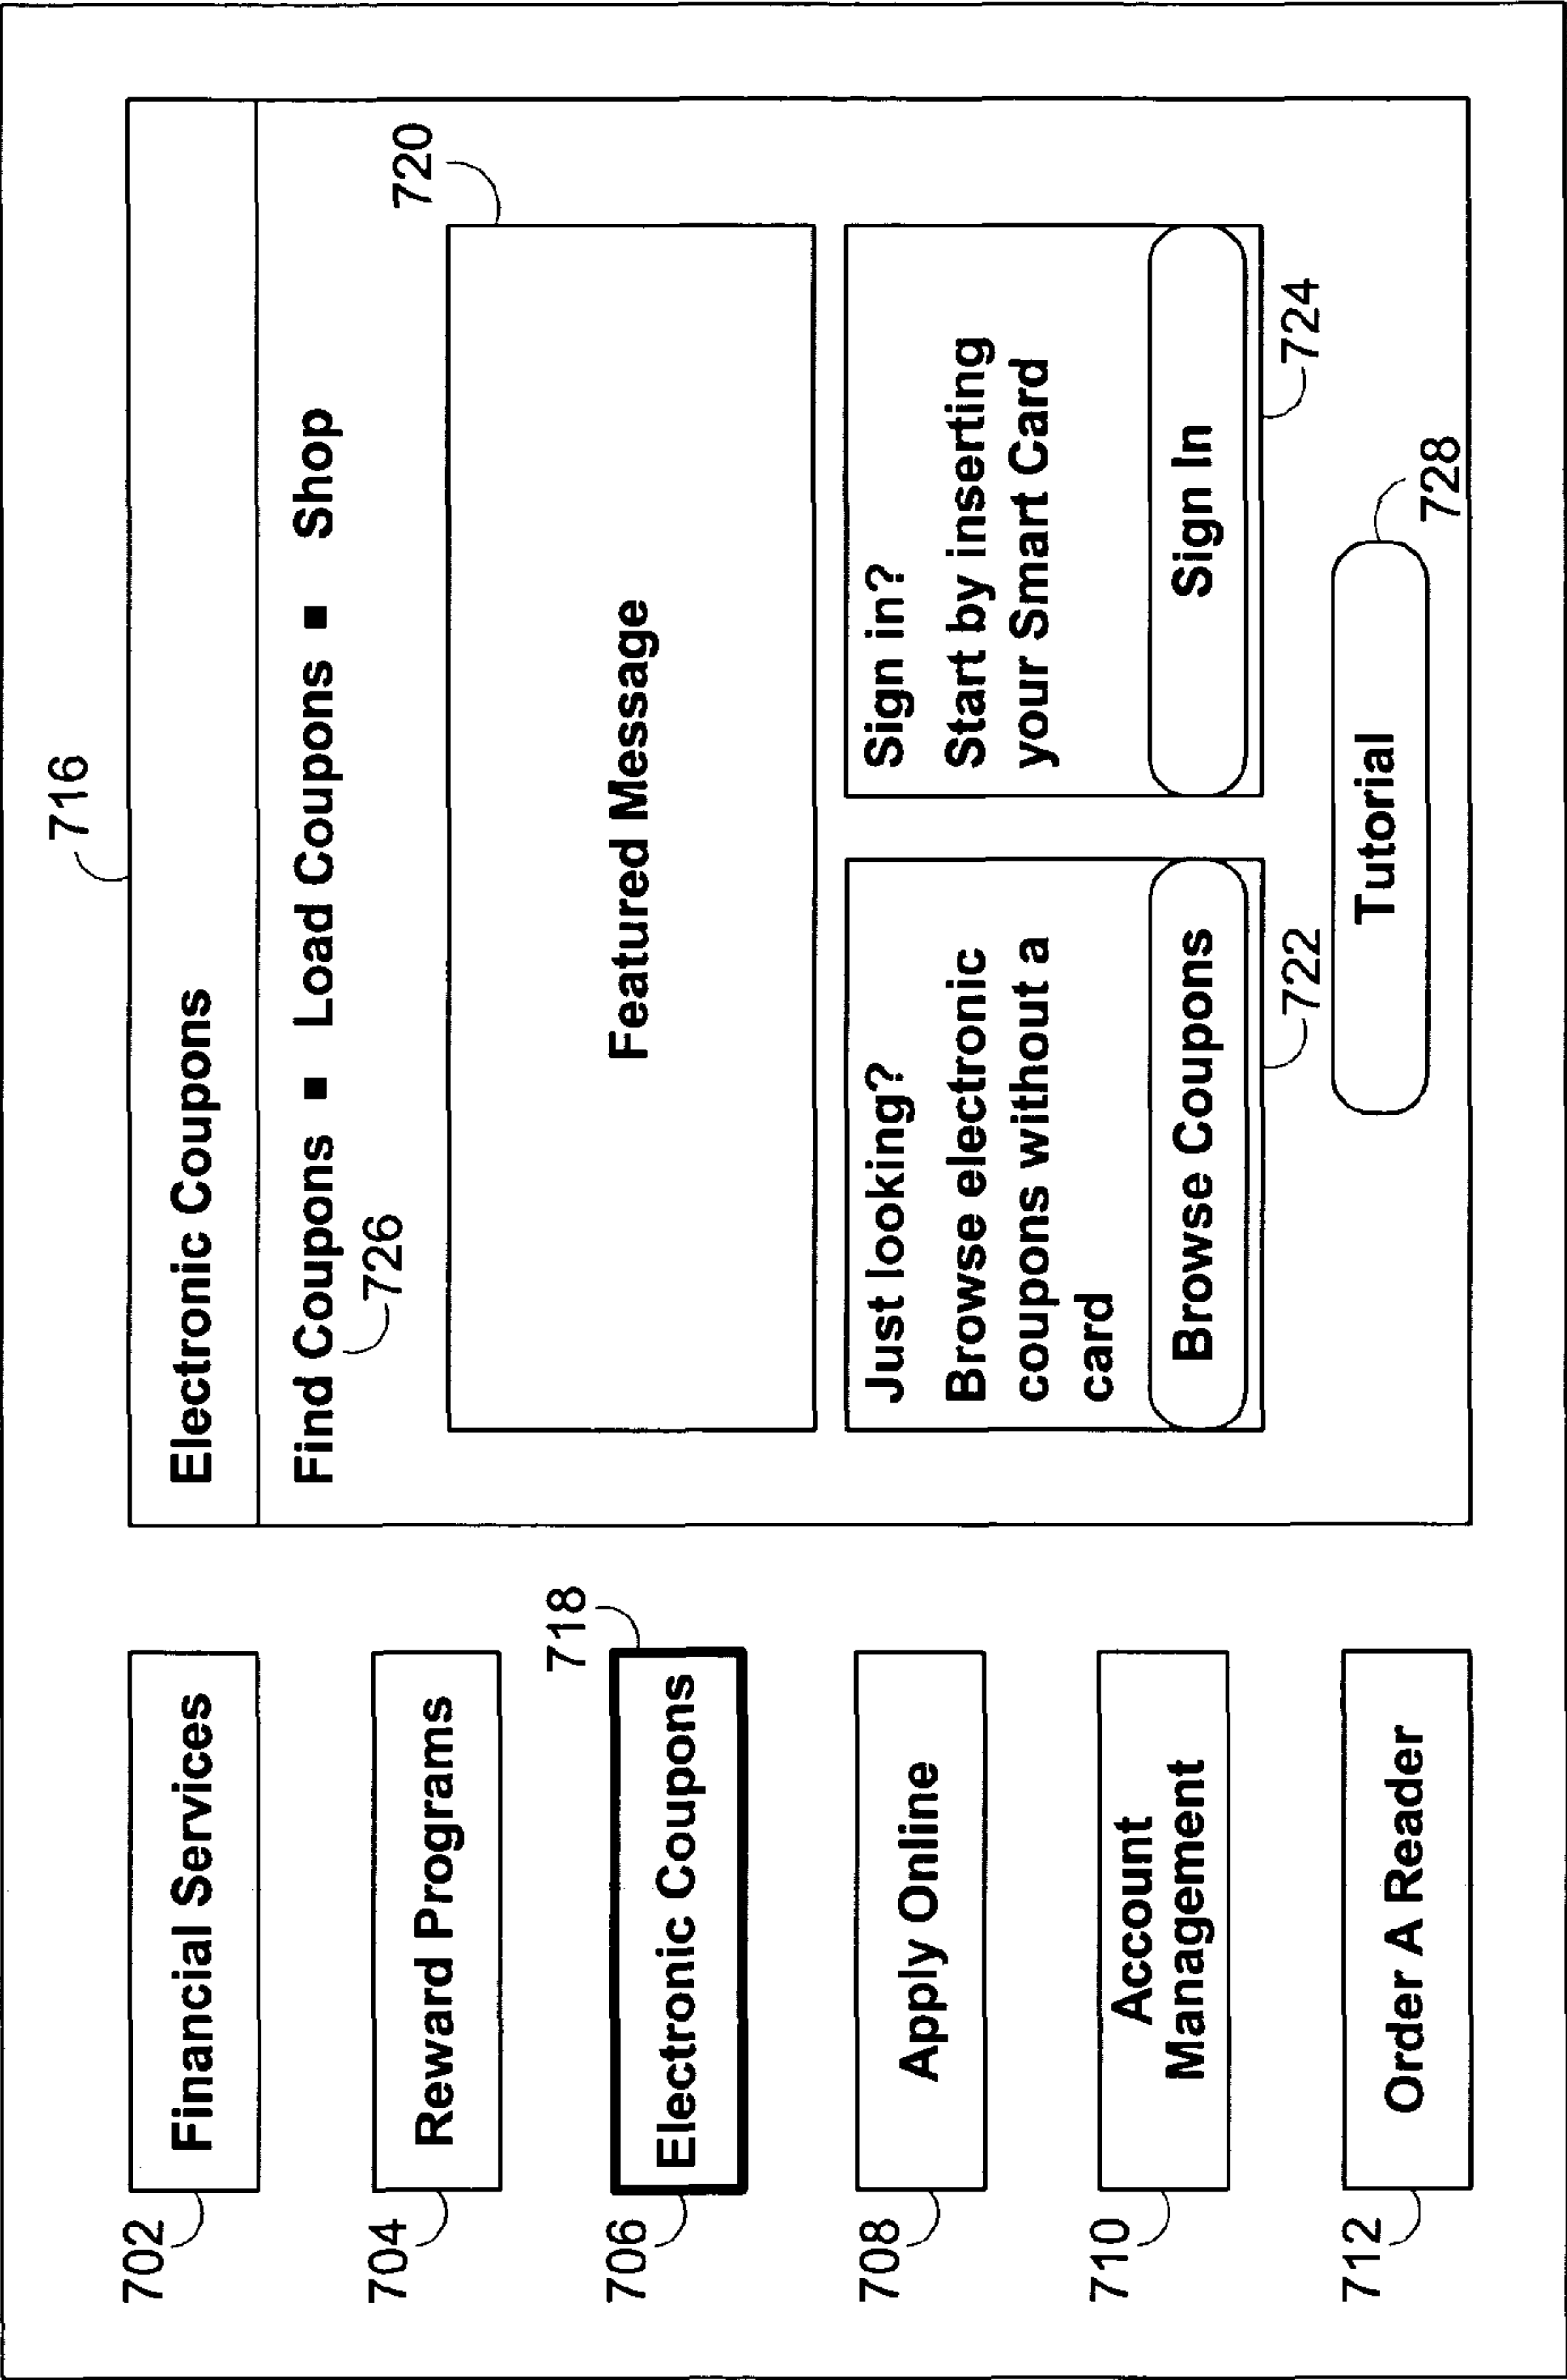 716
702
Financial Services
Electronic Coupons
Find Coupons ■ Load Coupons ■ Shop
726
720
704
Reward Programs
718
706
Electronic Coupons
Featured Message
708
Apply Online
Just looking?
Browse electronic
coupons without a
card
Browse Coupons
722
Sign in?
Start by inserting
your Smart Card
Sign In
724
710
Account
Management
712
Order A Reader
Tutorial
728